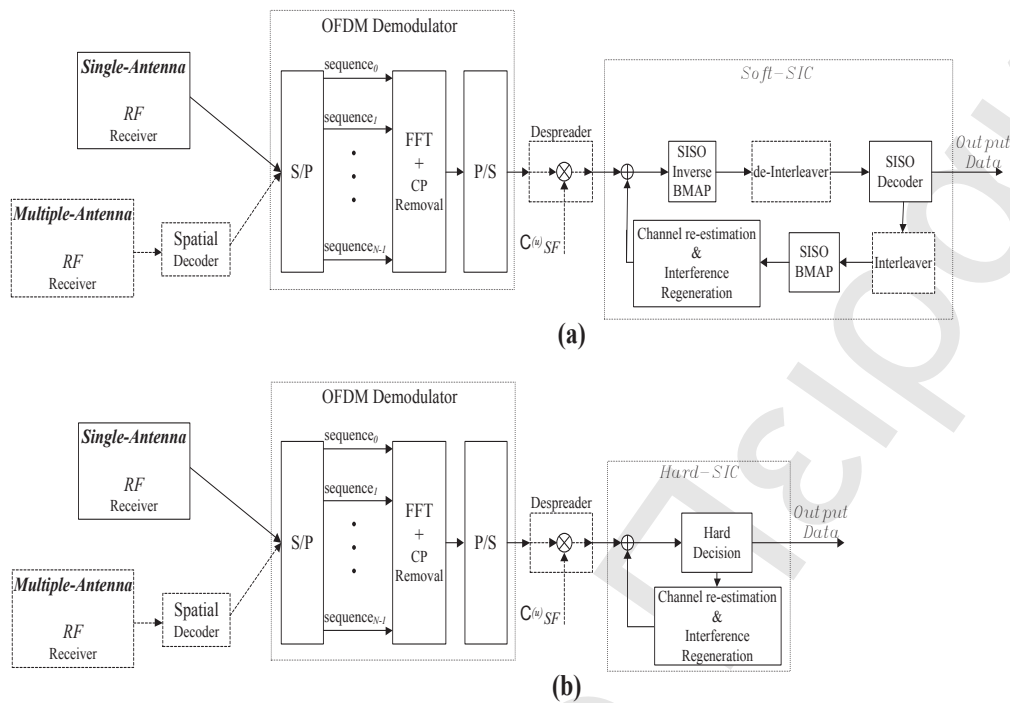 OFDM Demodulator
Single-Antenna
RF
Receiver
Multiple-Antenna
RF
Receiver
Spatial
Decoder
S/P
sequence0
sequence1
sequenceN-1
FFT
+
CP
Removal
P/S
Despreader
C(u)SF
Soft-SIC
SISO
Inverse
BMAP
de-Interleaver
SISO
Decoder
Output
Data
Channel re-estimation
&
Interference
Regeneration
SISO
BMAP
Interleaver
(a)
OFDM Demodulator
Single-Antenna
RF
Receiver
Multiple-Antenna
RF
Receiver
Spatial
Decoder
S/P
sequence0
sequence1
sequenceN-1
FFT
+
CP
Removal
P/S
Despreader
C(u)SF
Hard-SIC
Hard
Decision
Output
Data
Channel re-estimation
&
Interference
Regeneration
(b)
Πειραι